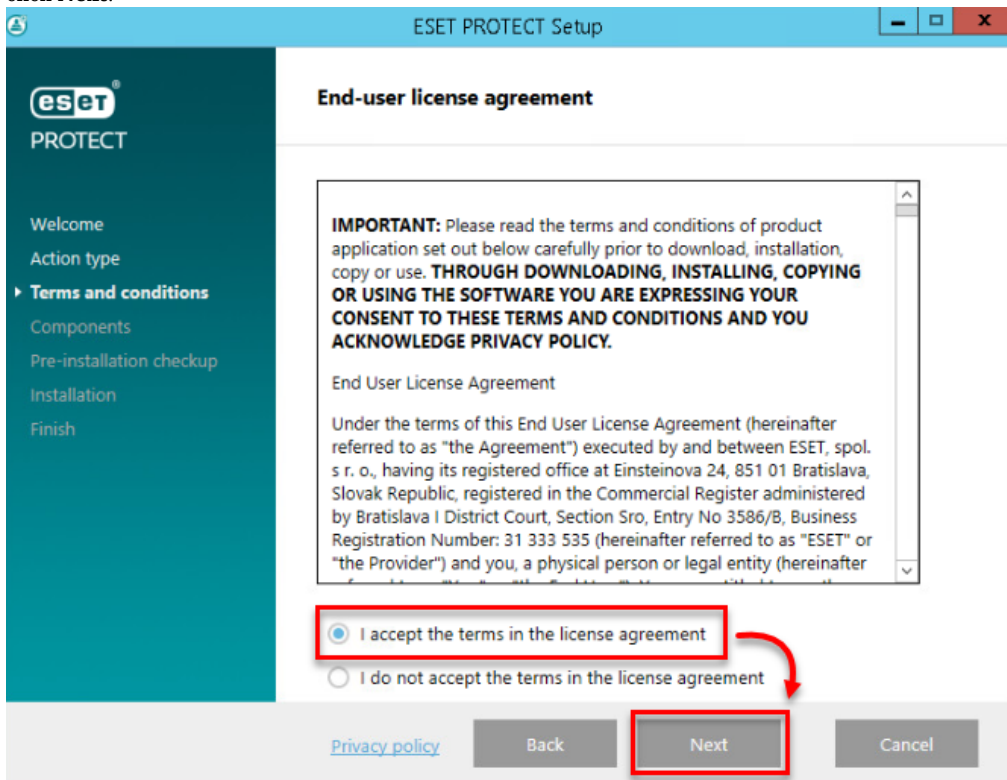 click Next.
ESET PROTECT Setup
eset®
PROTECT
End-user license agreement
Welcome
Action type
Terms and conditions
Components
Pre-installation checkup
Installation
Finish
IMPORTANT: Please read the terms and conditions of product
application set out below carefully prior to download, installation,
copy or use. THROUGH DOWNLOADING, INSTALLING, COPYING
OR USING THE SOFTWARE YOU ARE EXPRESSING YOUR
CONSENT TO THESE TERMS AND CONDITIONS AND YOU
ACKNOWLEDGE PRIVACY POLICY.
End User License Agreement
Under the terms of this End User License Agreement (hereinafter
referred to as "the Agreement") executed by and between ESET, spol.
s r. o., having its registered office at Einsteinova 24, 851 01 Bratislava,
Slovak Republic, registered in the Commercial Register administered
by Bratislava I District Court, Section Sro, Entry No 3586/B, Business
Registration Number: 31 333 535 (hereinafter referred to as "ESET" or
"the Provider") and you, a physical person or legal entity (hereinafter
I accept the terms in the license agreement
I do not accept the terms in the license agreement
Privacy policy
Back
Next
Cancel